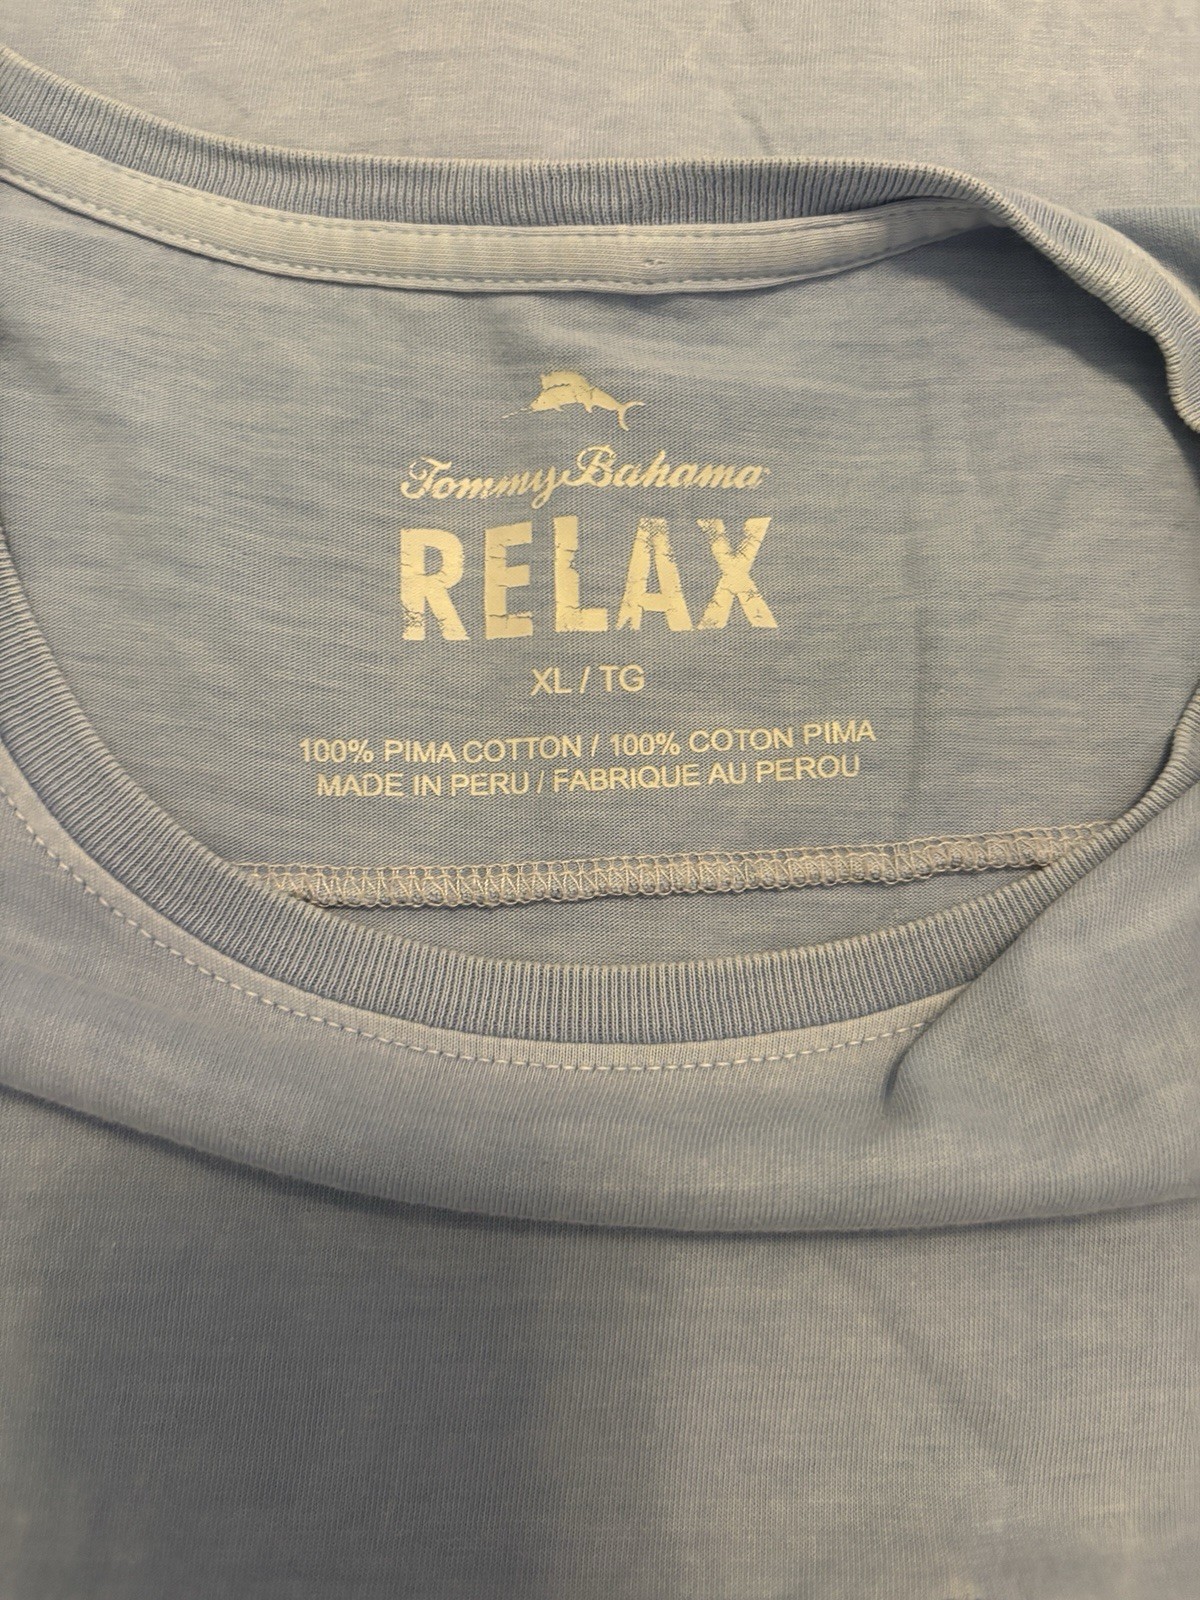 Tommy Bahama
RELAX
XL / TG
100% PIMA COTTON / 100% COTON PIMA
MADE IN PERU / FABRIQUE AU PEROU